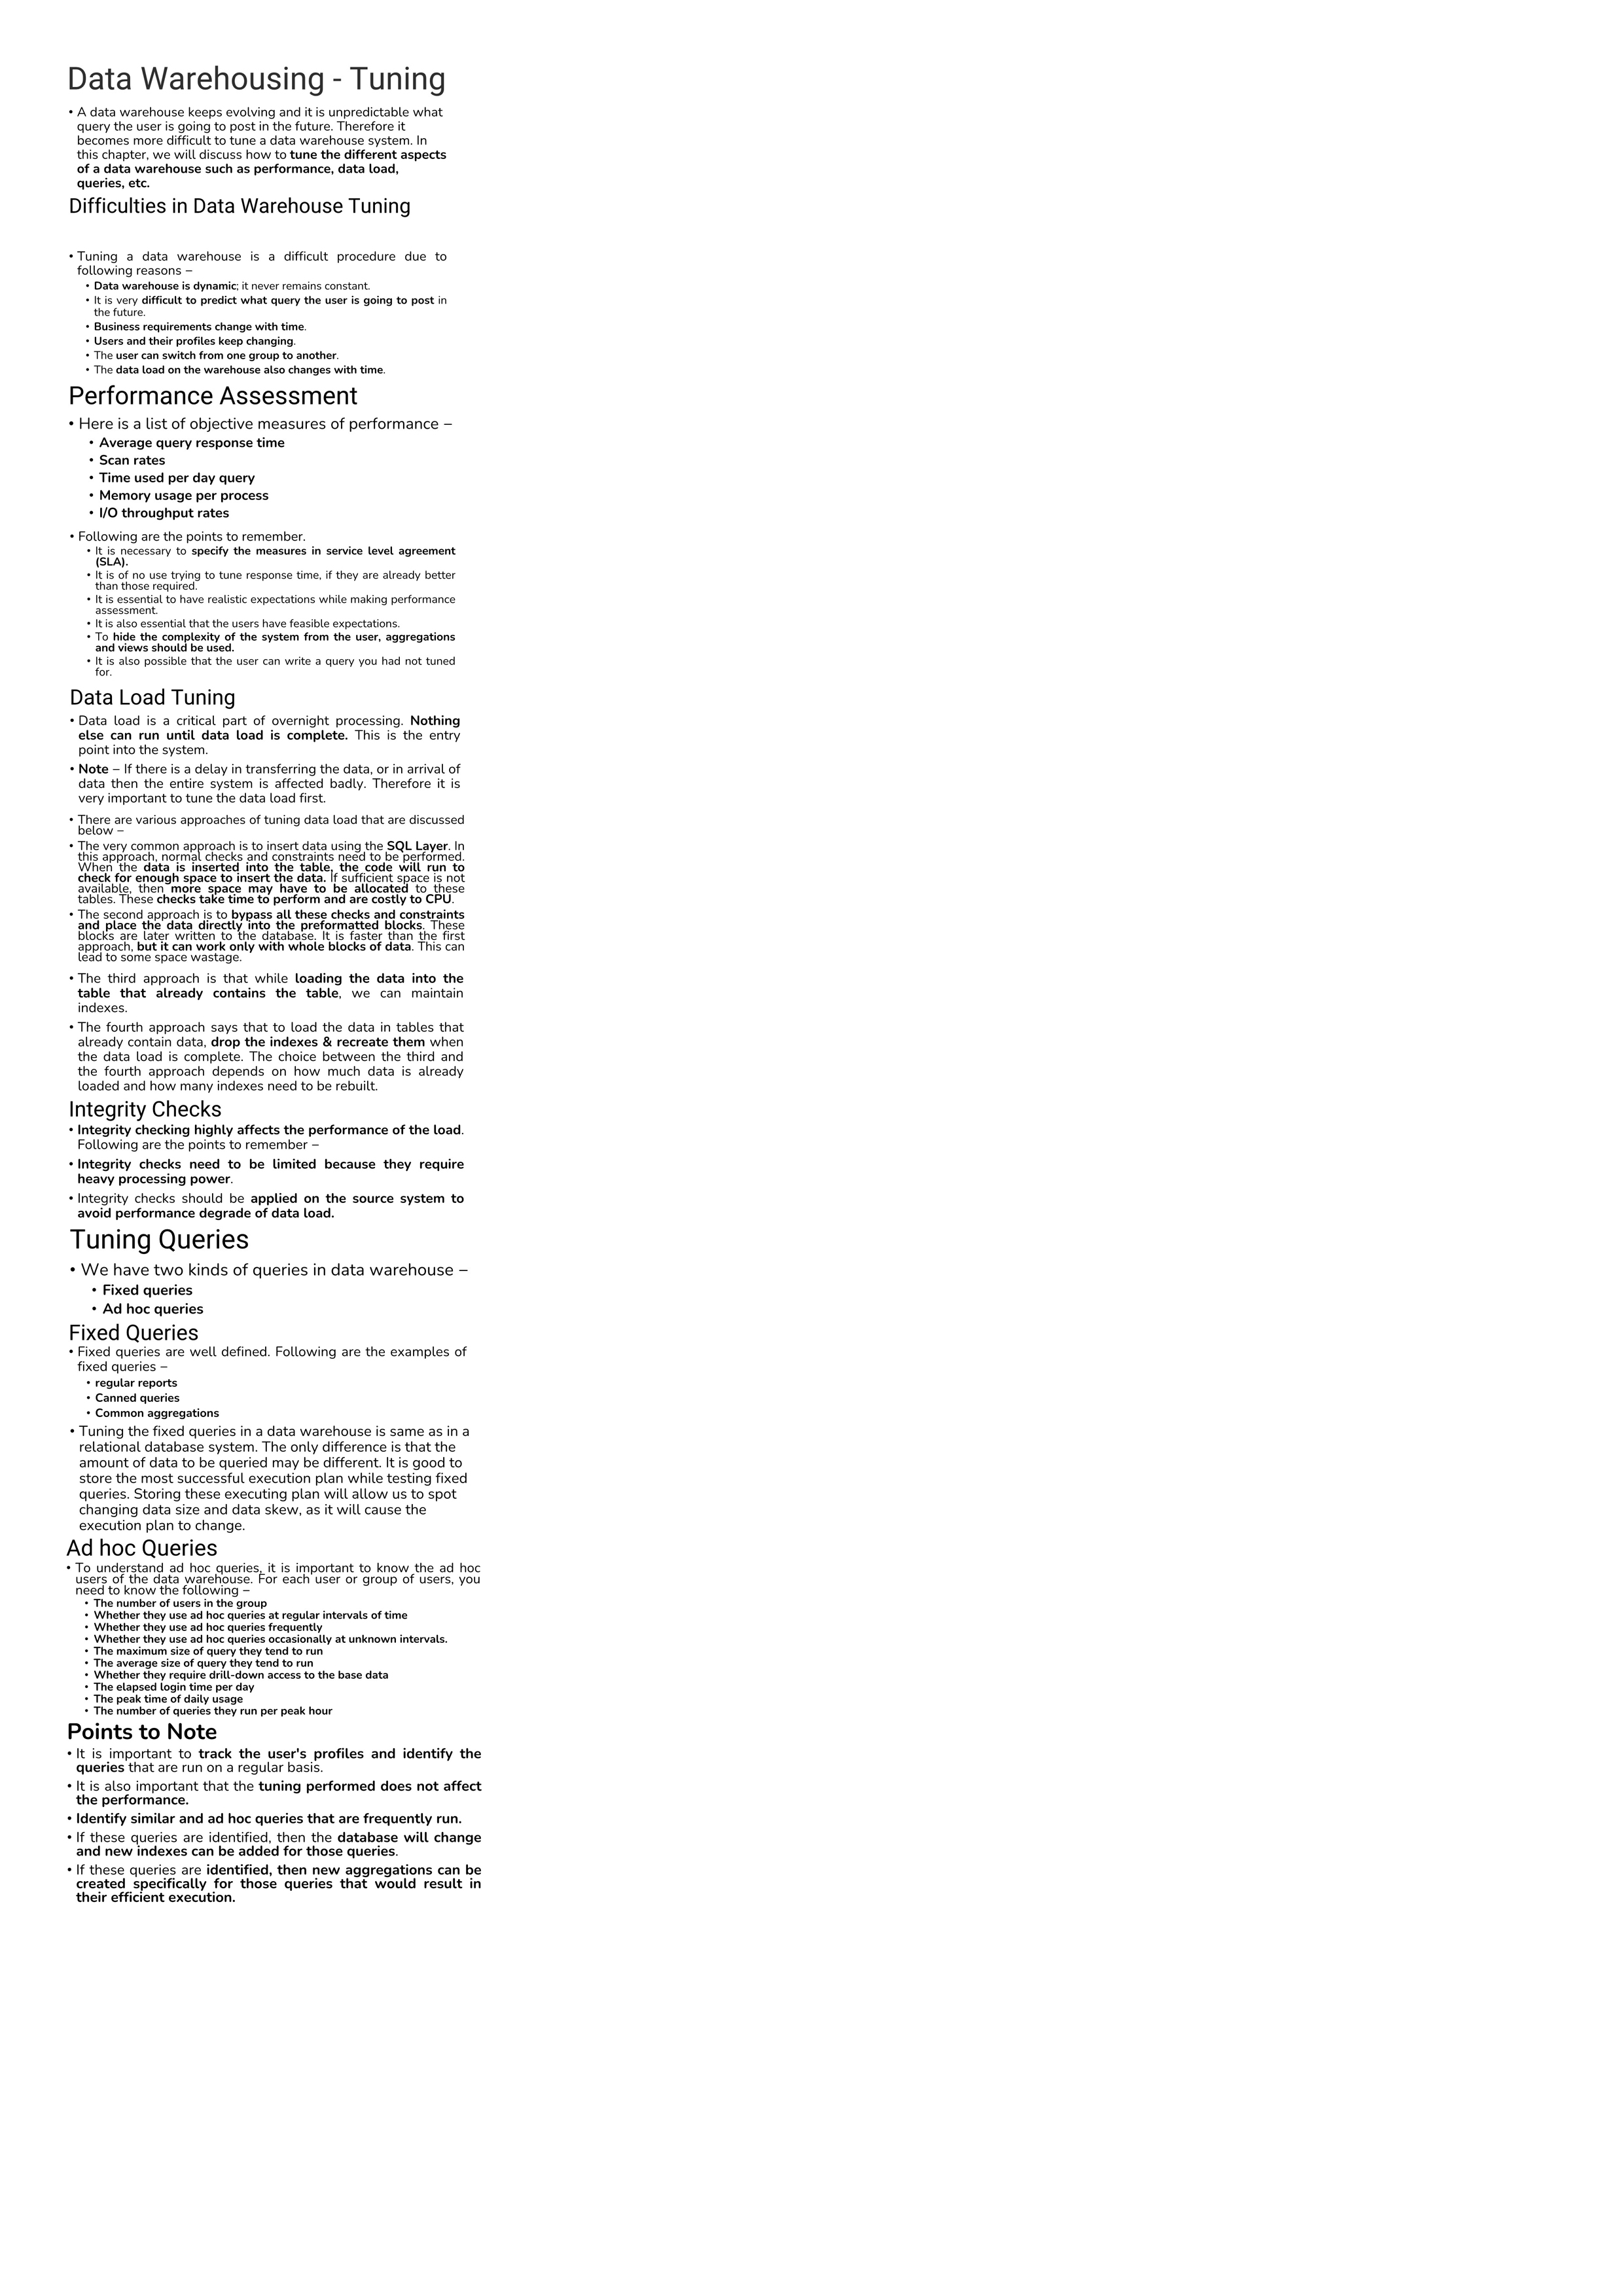 Data Warehousing - Tuning
• A data warehouse keeps evolving and it is unpredictable what
query the user is going to post in the future. Therefore it
becomes more difficult to tune a data warehouse system. In
this chapter, we will discuss how to tune the different aspects
of a data warehouse such as performance, data load,
queries, etc.
Difficulties in Data Warehouse Tuning
• Tuning a data warehouse is a difficult procedure due to
following reasons –
• Data warehouse is dynamic; it never remains constant.
• It is very difficult to predict what query the user is going to post in
the future.
• Business requirements change with time.
• Users and their profiles keep changing.
• The user can switch from one group to another.
• The data load on the warehouse also changes with time.
Performance Assessment
• Here is a list of objective measures of performance –
• Average query response time
• Scan rates
• Time used per day query
• Memory usage per process
• I/O throughput rates
• Following are the points to remember.
• It is necessary to specify the measures in service level agreement
(SLA).
• It is of no use trying to tune response time, if they are already better
than those required.
• It is essential to have realistic expectations while making performance
assessment.
• It is also essential that the users have feasible expectations.
• To hide the complexity of the system from the user, aggregations
and views should be used.
• It is also possible that the user can write a query you had not tuned
for.
Data Load Tuning
• Data load is a critical part of overnight processing. Nothing
else can run until data load is complete. This is the entry
point into the system.
• Note – If there is a delay in transferring the data, or in arrival of
data then the entire system is affected badly. Therefore it is
very important to tune the data load first.
• There are various approaches of tuning data load that are discussed
below –
• The very common approach is to insert data using the SQL Layer. In
this approach, normal checks and constraints need to be performed.
When the data is inserted into the table, the code will run to
check for enough space to insert the data. If sufficient space is not
available, then more space may have to be allocated to these
tables. These checks take time to perform and are costly to CPU.
• The second approach is to bypass all these checks and constraints
and place the data directly into the preformatted blocks. These
blocks are later written to the database. It is faster than the first
approach, but it can work only with whole blocks of data. This can
lead to some space wastage.
• The third approach is that while loading the data into the
table that already contains the table, we can maintain
indexes.
• The fourth approach says that to load the data in tables that
already contain data, drop the indexes & recreate them when
the data load is complete. The choice between the third and
the fourth approach depends on how much data is already
loaded and how many indexes need to be rebuilt.
Integrity Checks
• Integrity checking highly affects the performance of the load.
Following are the points to remember –
• Integrity checks need to be limited because they require
heavy processing power.
• Integrity checks should be applied on the source system to
avoid performance degrade of data load.
Tuning Queries
• We have two kinds of queries in data warehouse –
• Fixed queries
• Ad hoc queries
Fixed Queries
• Fixed queries are well defined. Following are the examples of
fixed queries –
• regular reports
• Canned queries
• Common aggregations
• Tuning the fixed queries in a data warehouse is same as in a
relational database system. The only difference is that the
amount of data to be queried may be different. It is good to
store the most successful execution plan while testing fixed
queries. Storing these executing plan will allow us to spot
changing data size and data skew, as it will cause the
execution plan to change.
Ad hoc Queries
• To understand ad hoc queries, it is important to know the ad hoc
users of the data warehouse. For each user or group of users, you
need to know the following –
• The number of users in the group
• Whether they use ad hoc queries at regular intervals of time
• Whether they use ad hoc queries frequently
• Whether they use ad hoc queries occasionally at unknown intervals.
• The maximum size of query they tend to run
• The average size of query they tend to run
• Whether they require drill-down access to the base data
• The elapsed login time per day
• The peak time of daily usage
• The number of queries they run per peak hour
Points to Note
• It is important to track the user's profiles and identify the
queries that are run on a regular basis.
• It is also important that the tuning performed does not affect
the performance.
• Identify similar and ad hoc queries that are frequently run.
• If these queries are identified, then the database will change
and new indexes can be added for those queries.
• If these queries are identified, then new aggregations can be
created specifically for those queries that would result in
their efficient execution.